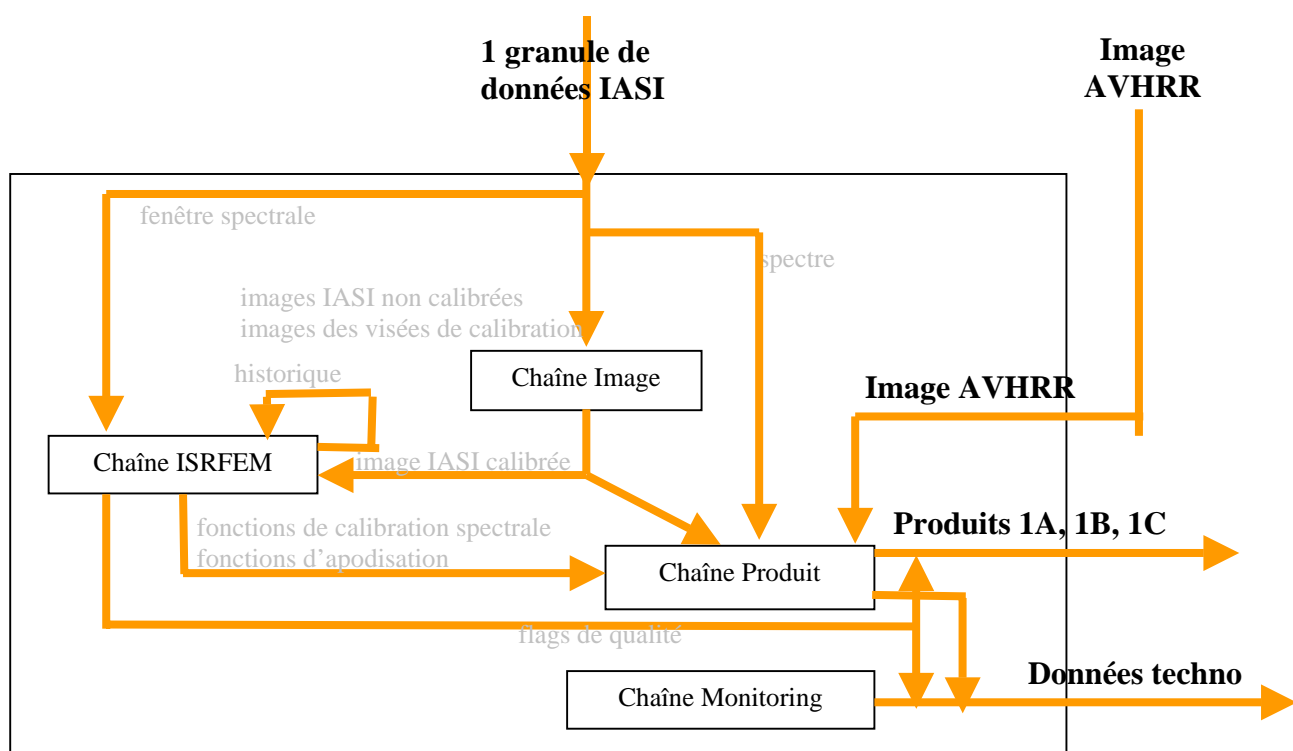 1 granule de
données IASI
Image
AVHRR
fenêtre spectrale
spectre
images IASI non calibrées
images des visées de calibration
historique
Chaîne Image
Image AVHRR
Chaîne ISRFEM
image IASI calibrée
fonctions de calibration spectrale
fonctions d’apodisation
Produits 1A, 1B, 1C
Chaîne Produit
flags de qualité
Données techno
Chaîne Monitoring